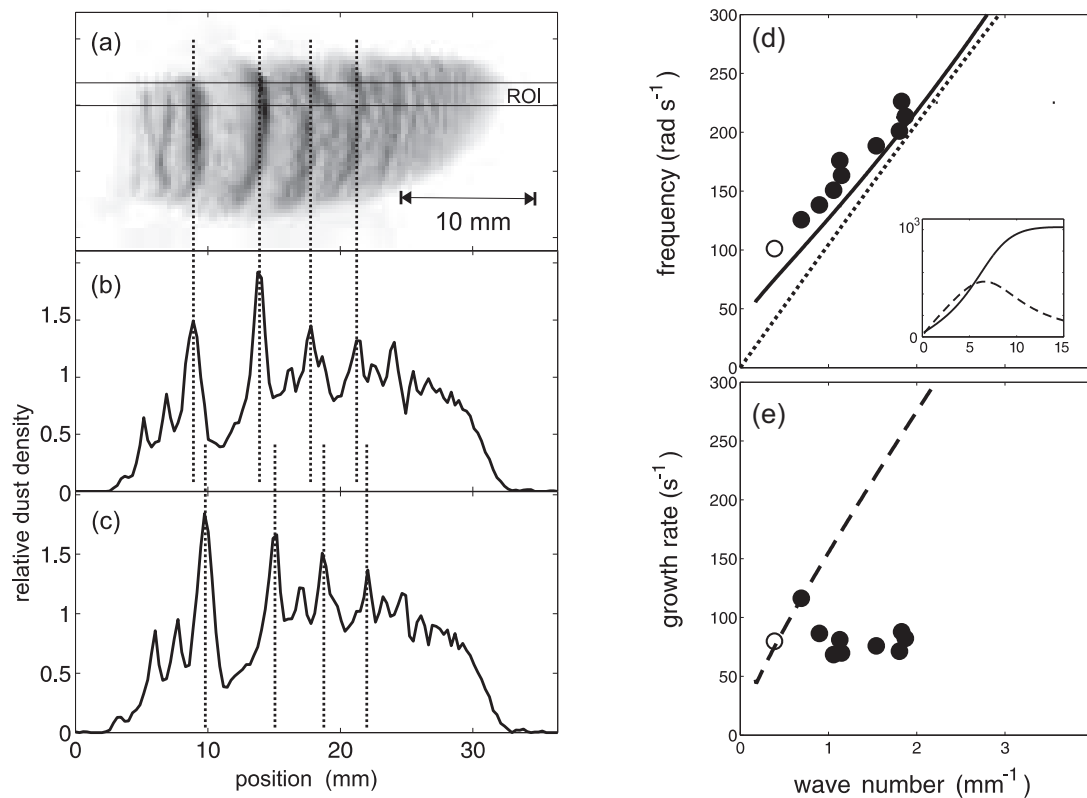 (a)
ROI
10 mm
(b)
1.5
1
0.5
0
relative dust density
(c)
1.5
1
0.5
0
0 10 20 30
position (mm)
(d)
300
250
200
150
100
50
0
frequency (rad s⁻¹)
10³
0
0 5 10 15
(e)
300
250
200
150
100
50
0
growth rate (s⁻¹)
0 1 2 3
wave number (mm⁻¹)